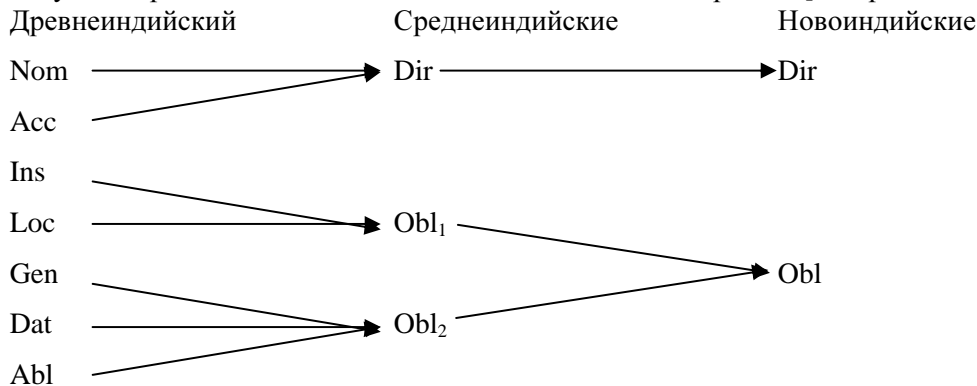 Древнеиндийский Среднеиндийские Новоиндийские
Nom Dir Dir
Acc
Ins
Loc Obl₁
Gen Obl
Dat Obl₂
Abl